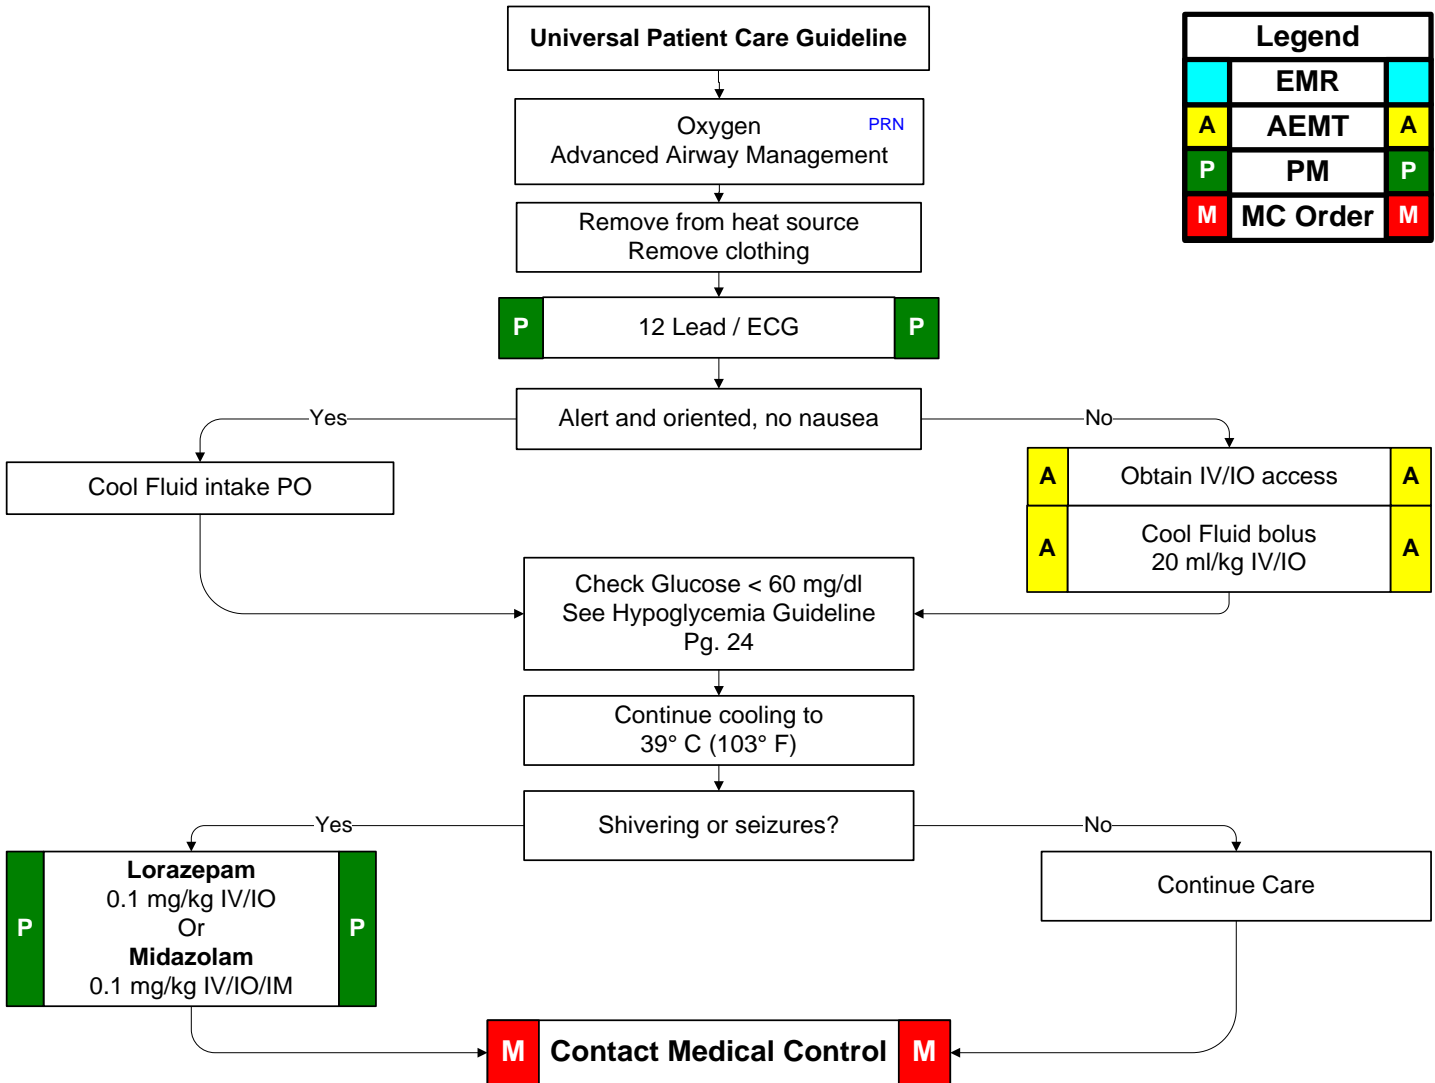 Universal Patient Care Guideline
Legend
EMR
A AEMT A
P PM P
M MC Order M
Oxygen PRN
Advanced Airway Management
Remove from heat source
Remove clothing
P 12 Lead / ECG P
Yes
Alert and oriented, no nausea
No
Cool Fluid intake PO
A Obtain IV/IO access A
A Cool Fluid bolus A
20 ml/kg IV/IO
Check Glucose < 60 mg/dl
See Hypoglycemia Guideline
Pg. 24
Continue cooling to
39° C (103° F)
Yes
Shivering or seizures?
No
Lorazepam
0.1 mg/kg IV/IO
P Or P
Midazolam
0.1 mg/kg IV/IO/IM
Continue Care
M Contact Medical Control M